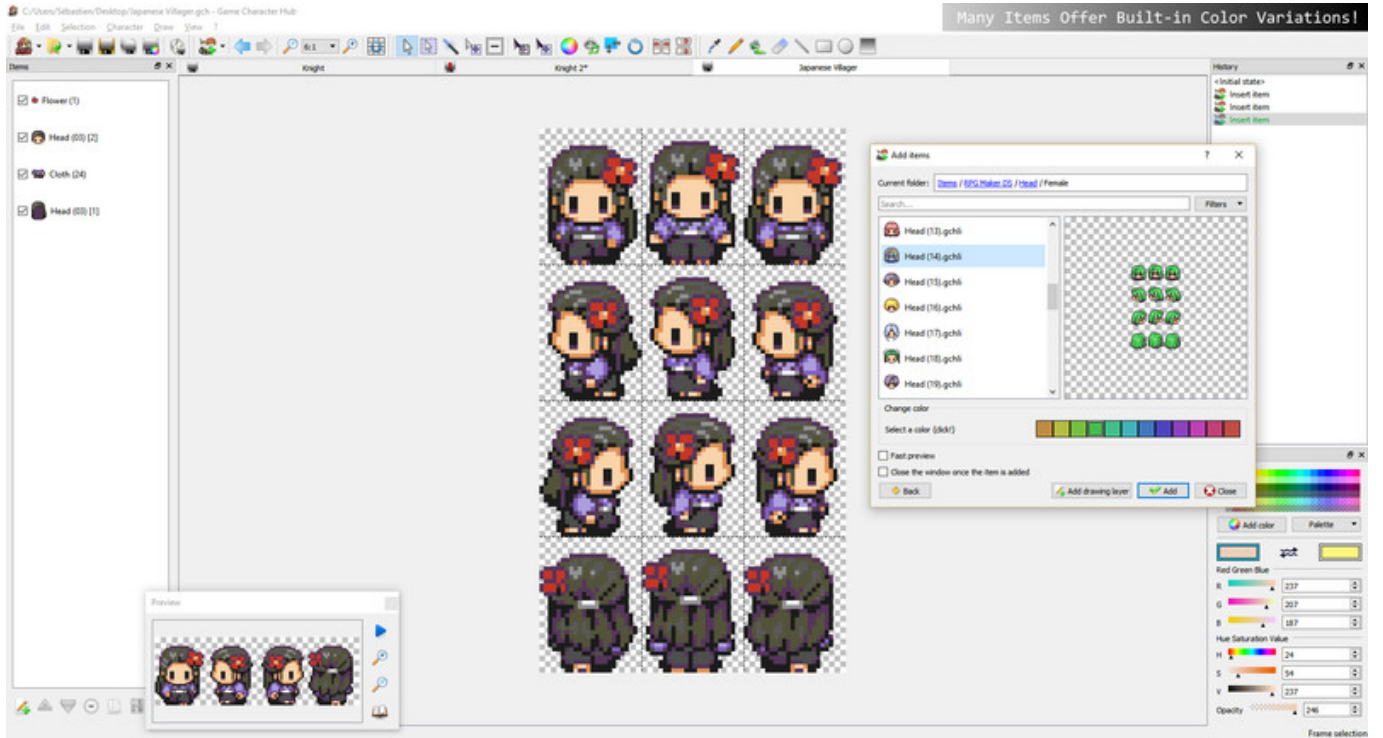 C:/Users/Sébastien/Desktop/Japanese Villager.gch - Game Character Hub
Many Items Offer Built-in Color Variations!
File Edit Selection Character Draw View ?
6:1
Items
Knight
Knight 2*
Japanese Villager
History
Flower (1)
Head (03) [2]
Cloth (24)
Head (03) [1]
<Initial state>
Insert item
Insert item
Insert item
Add items
? 
Current folder: Items / RPG Maker DS / Head / Female
Search...
Filters
Head (13).gchli
Head (14).gchli
Head (15).gchli
Head (16).gchli
Head (17).gchli
Head (18).gchli
Head (19).gchli
Change color
Select a color (click!)
Fast preview
Close the window once the item is added
Back
Add drawing layer
Add
Close
Add color
Palette
Red Green Blue
R 237
G 207
B 187
Hue Saturation Value
H 24
S 54
V 237
Opacity 246
Preview
Frame selection